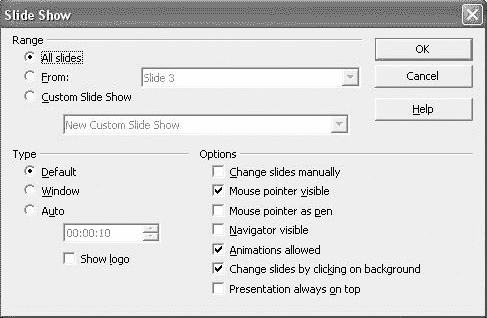 Slide Show
Range
All slides
From:
Slide 3
Custom Slide Show
New Custom Slide Show
OK
Cancel
Help
Type
Default
Window
Auto
00:00:10
Show logo
Options
Change slides manually
Mouse pointer visible
Mouse pointer as pen
Navigator visible
Animations allowed
Change slides by clicking on background
Presentation always on top